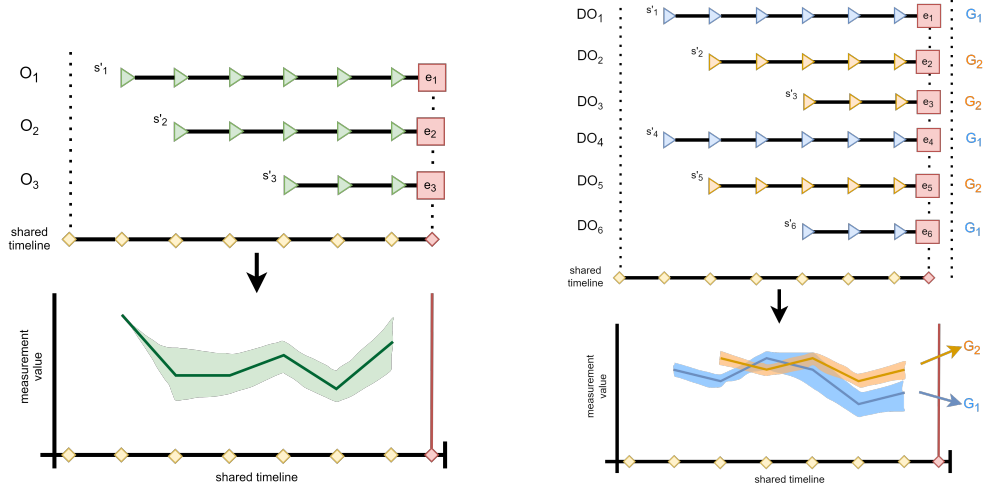 O1
s'1
e1
O2
s'2
e2
O3
s'3
e3
shared
timeline
measurement
value
shared timeline
DO1
s'1
e1
G1
DO2
s'2
e2
G2
DO3
s'3
e3
G2
DO4
s'4
e4
G1
DO5
s'5
e5
G2
DO6
s'6
e6
G1
shared
timeline
measurement
value
G2
G1
shared timeline